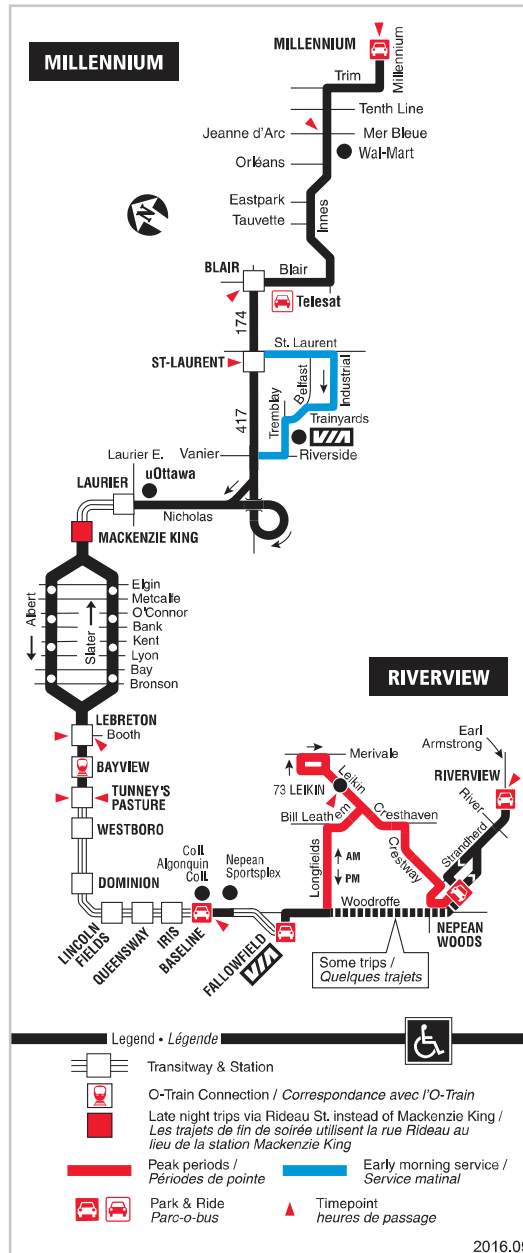 MILLENNIUM
MILLENNIUM
Millennium
Trim
Tenth Line
Jeanne d'Arc
Mer Bleue
Wal-Mart
Orléans
Eastpark
Tauvette
Innes
N
BLAIR
Blair
Telesat
174
St. Laurent
ST-LAURENT
Belfast
Industrial
Tremblay
Trainyards
VIA
417
Vanier
Riverside
Laurier E.
uOttawa
LAURIER
Nicholas
MACKENZIE KING
Albert
Slater
Elgin
Metcalfe
O'Connor
Bank
Kent
Lyon
Bay
Bronson
LEBRETON
Booth
BAYVIEW
TUNNEY'S
PASTURE
WESTBORO
DOMINION
LINCOLN
FIELDS
QUEENSWAY
IRIS
BASELINE
Coll.
Algonquin
Coll.
Nepean
Sportsplex
FALLOWFIELD
VIA
RIVERVIEW
Earl
Armstrong
RIVERVIEW
River
Strandherd
Merivale
Leikin
73 LEIKIN
Bill Leathem
Cresthaven
Crestway
Longfields
AM
PM
Woodroffe
NEPEAN
WOODS
Some trips /
Quelques trajets
Legend • Légende
Transitway & Station
O-Train Connection / Correspondance avec l'O-Train
Late night trips via Rideau St. instead of Mackenzie King /
Les trajets de fin de soirée utilisent la rue Rideau au
lieu de la station Mackenzie King
Peak periods /
Périodes de pointe
Early morning service /
Service matinal
Park & Ride
Parc-o-bus
Timepoint
heures de passage
2016.09